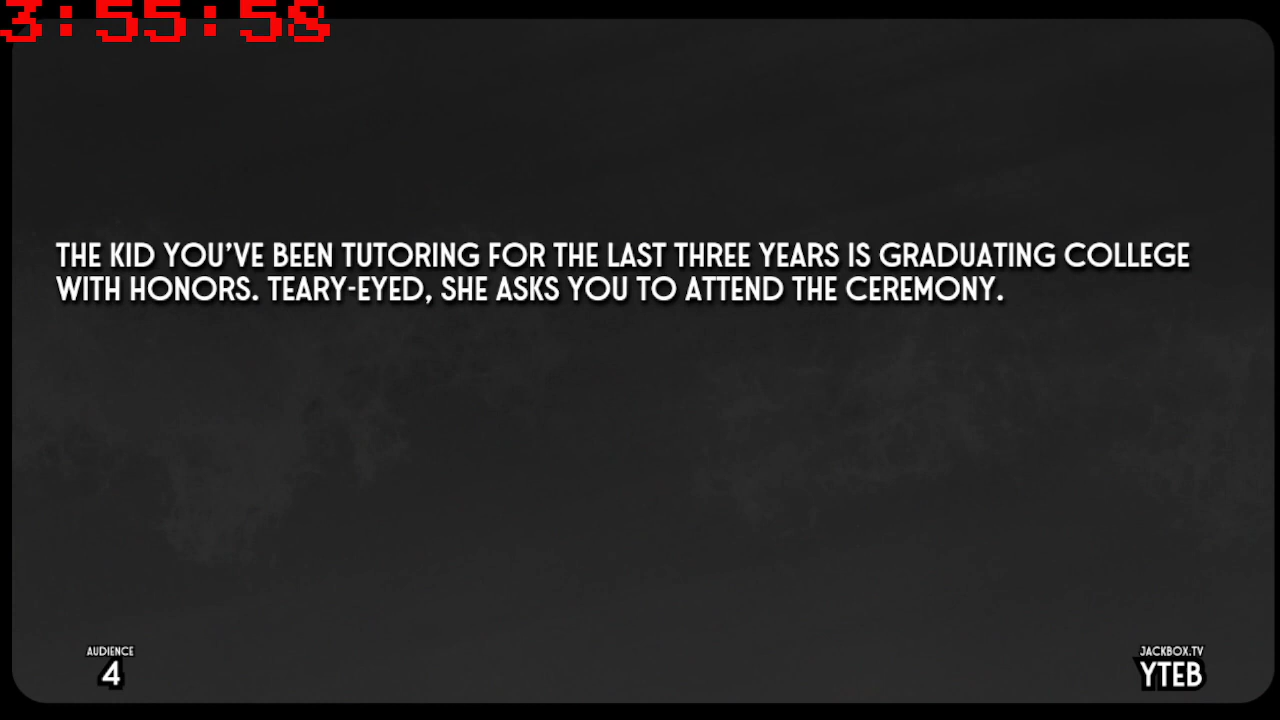 3:55:58
THE KID YOU'VE BEEN TUTORING FOR THE LAST THREE YEARS IS GRADUATING COLLEGE
WITH HONORS. TEARY-EYED, SHE ASKS YOU TO ATTEND THE CEREMONY.
AUDIENCE
4
JACKBOX.TV
YTEB